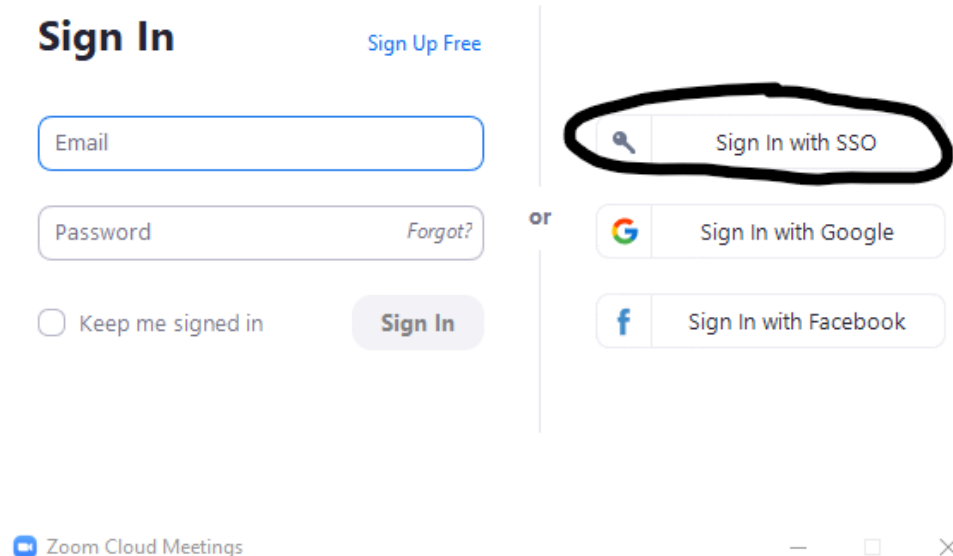 Sign In
Sign Up Free
Email
Password
Forgot?
Keep me signed in
Sign In
or
Sign In with SSO
Sign In with Google
Sign In with Facebook
Zoom Cloud Meetings